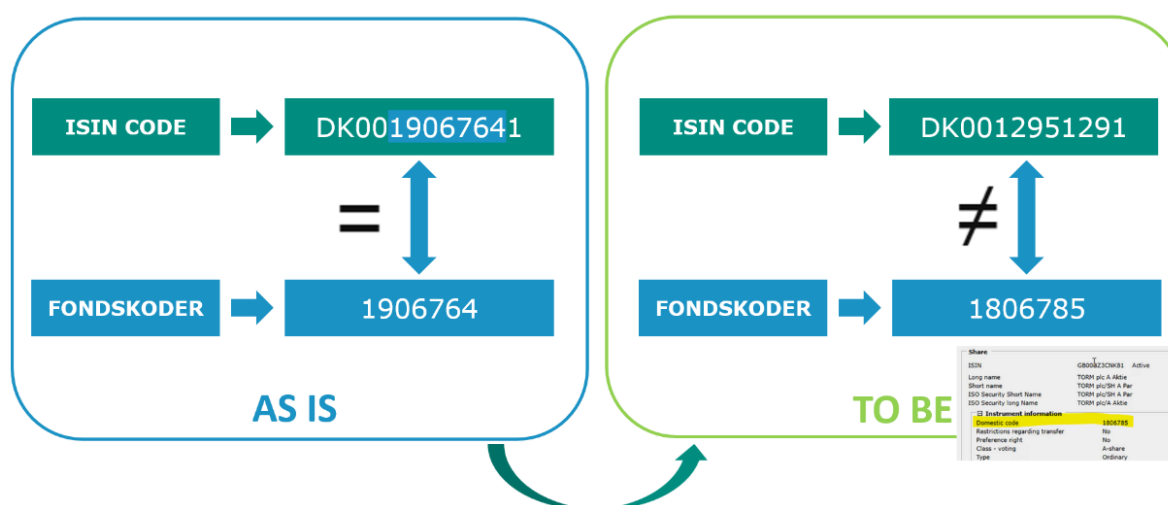 ISIN CODE
DK0019067641
=
FONDSKODER
1906764
AS IS
ISIN CODE
DK0012951291
≠
FONDSKODER
1806785
TO BE
Share
ISIN Active
Long name TORM plc A Aktie
Short name TORM plc/SH A Par
ISO Security Short Name TORM plc/SH A Par
ISO Security long Name TORM plc/A Aktie
Instrument information
Domestic code 1806785
Restrictions regarding transfer No
Preference right No
Class - voting A-share
Type Ordinary